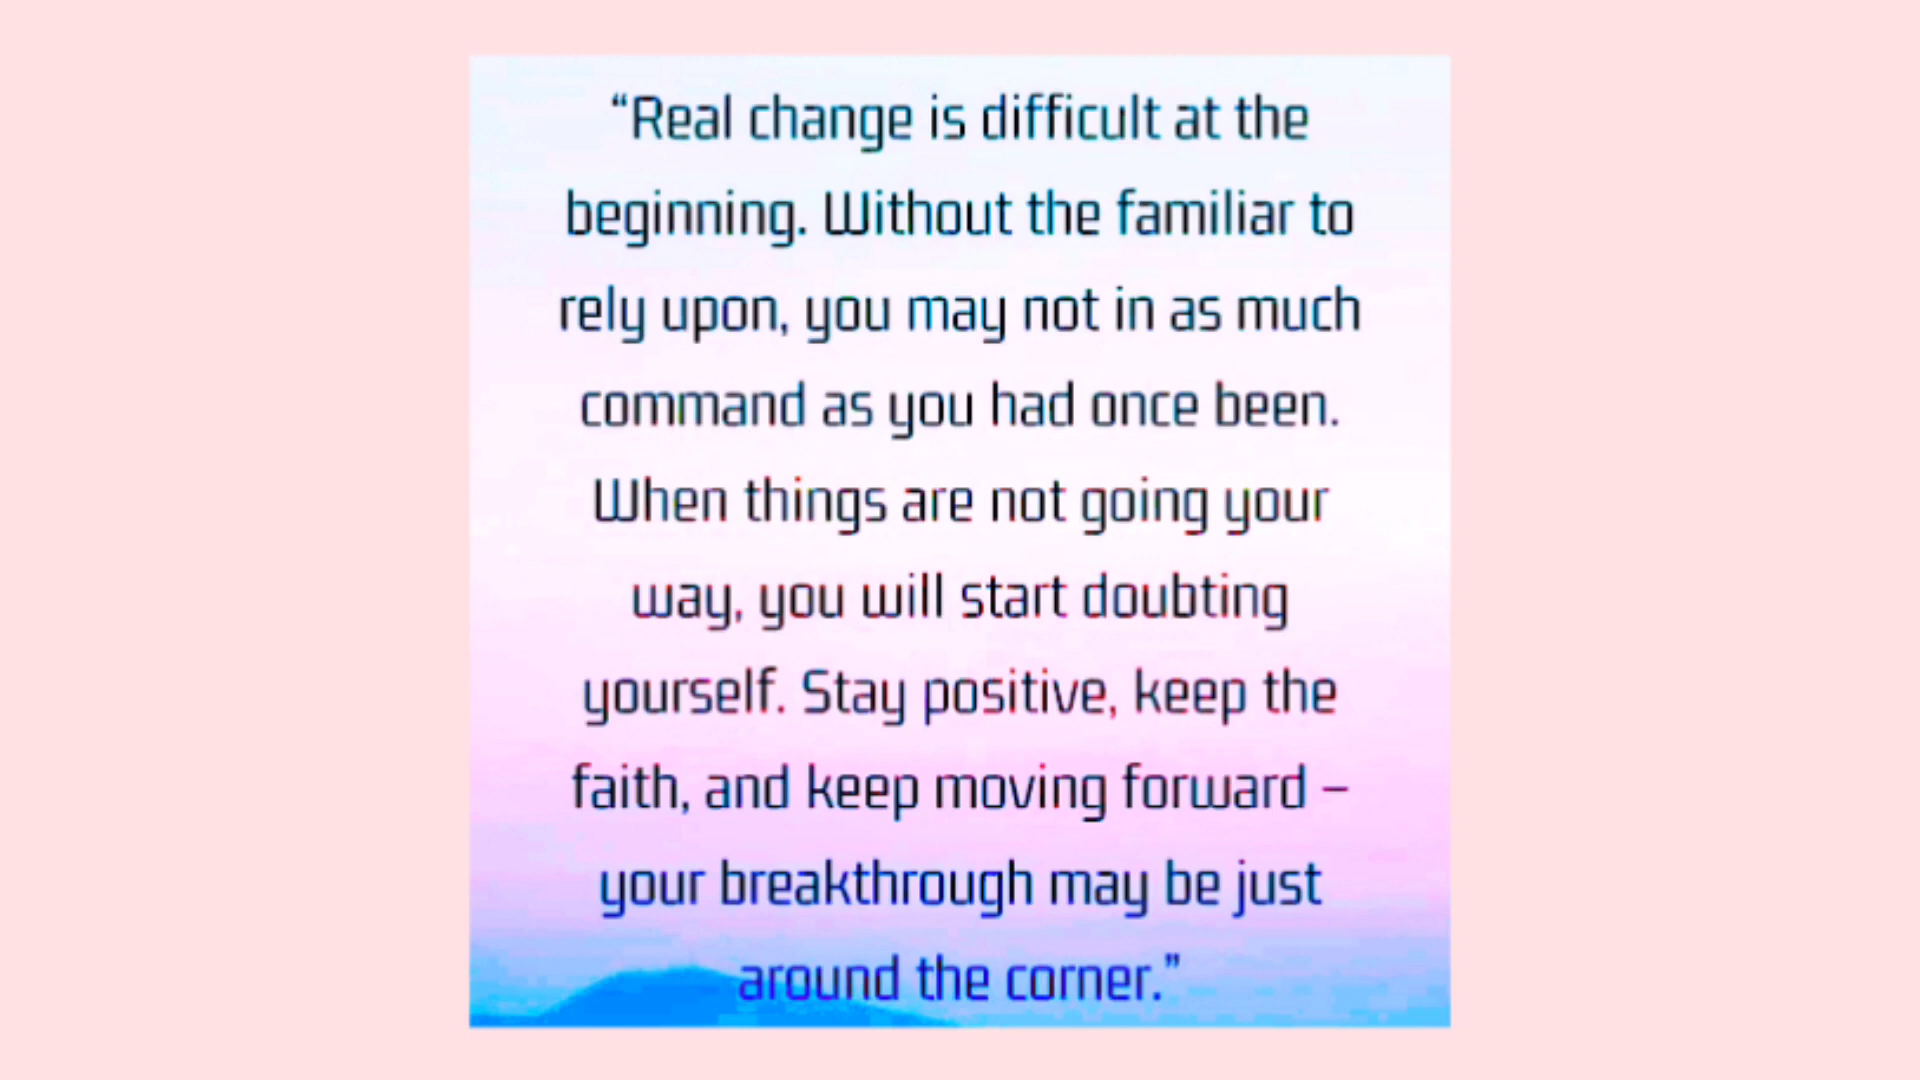 “Real change is difficult at the
beginning. Without the familiar to
rely upon, you may not in as much
command as you had once been.
When things are not going your
way, you will start doubting
yourself. Stay positive, keep the
faith, and keep moving forward –
your breakthrough may be just
around the corner.”